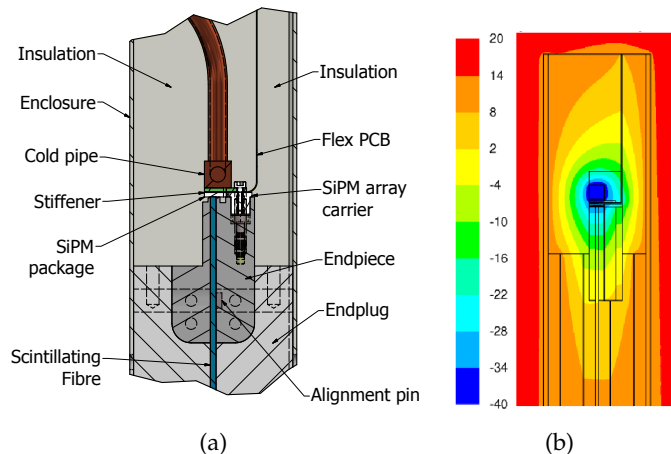 Insulation
Enclosure
Cold pipe
Stiffener
SiPM
package
Scintillating
Fibre
Insulation
Flex PCB
SiPM array
carrier
Endpiece
Endplug
Alignment pin
(a)
20
14
8
2
-4
-10
-16
-22
-28
-34
-40
(b)